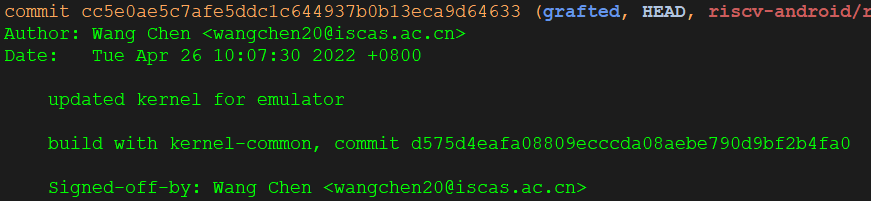 commit cc5e0ae5c7afe5ddc1c644937b0b13eca9d64633 (grafted, HEAD, riscv-android/r
Author: Wang Chen <wangchen20@iscas.ac.cn>
Date:   Tue Apr 26 10:07:30 2022 +0800
updated kernel for emulator
build with kernel-common, commit d575d4eafa08809ecccda08aebe790d9bf2b4fa0
Signed-off-by: Wang Chen <wangchen20@iscas.ac.cn>